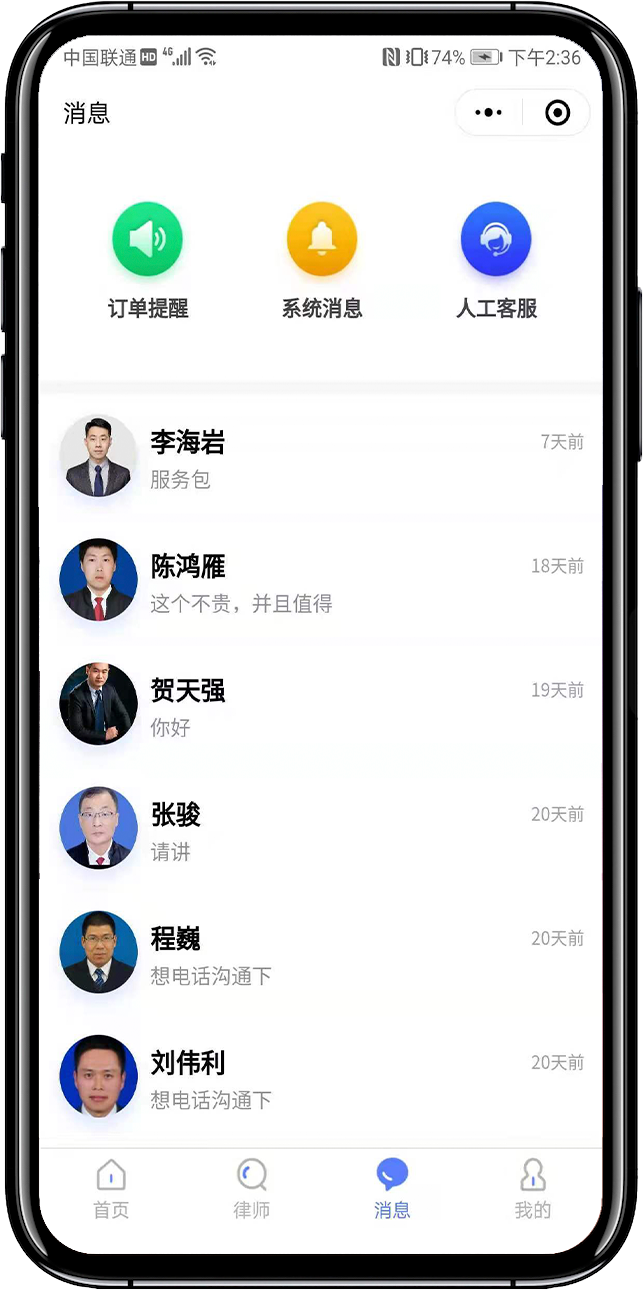 中国联通 HD 4G 74% 下午2:36
消息
订单提醒 系统消息 人工客服
李海岩 7天前
服务包
陈鸿雁 18天前
这个不贵，并且值得
贺天强 19天前
你好
张骏 20天前
请讲
程巍 20天前
想电话沟通下
刘伟利 20天前
想电话沟通下
首页 律师 消息 我的